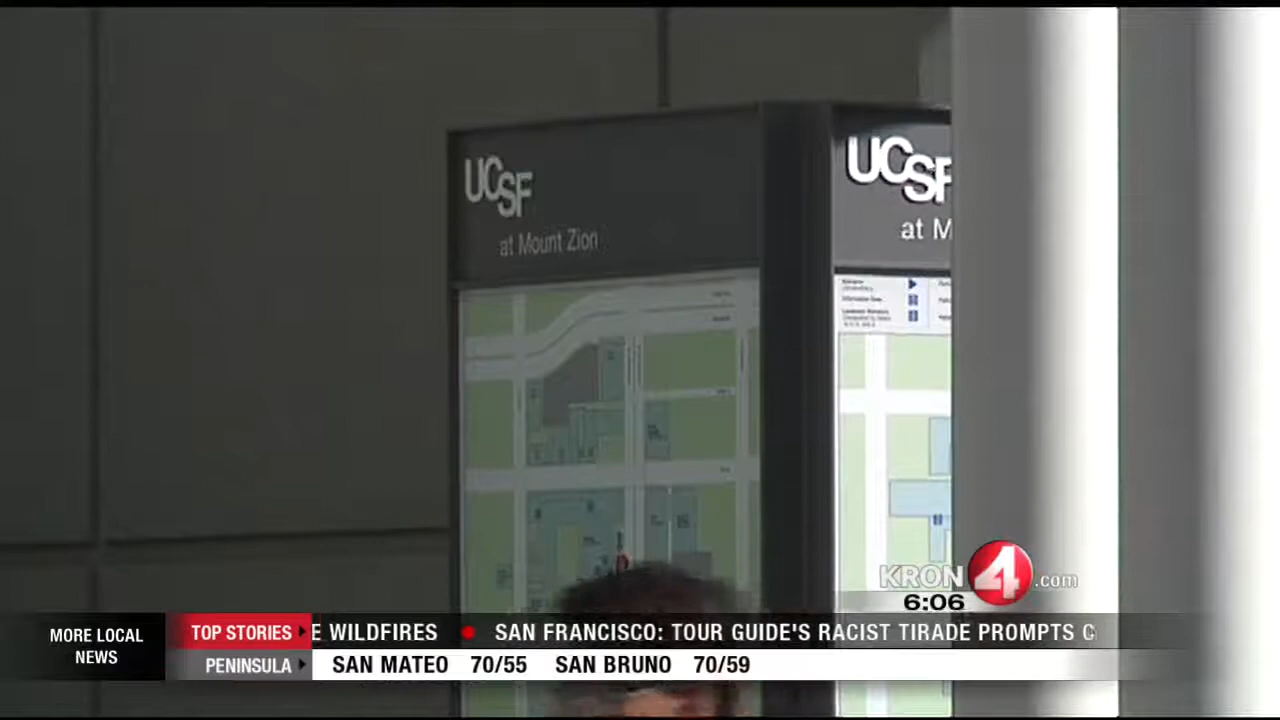 UCSF
at Mount Zion
UCSF
at M
KRON 4 .com
6:06
MORE LOCAL NEWS
TOP STORIES
E WILDFIRES • SAN FRANCISCO: TOUR GUIDE'S RACIST TIRADE PROMPTS
PENINSULA
SAN MATEO 70/55 SAN BRUNO 70/59